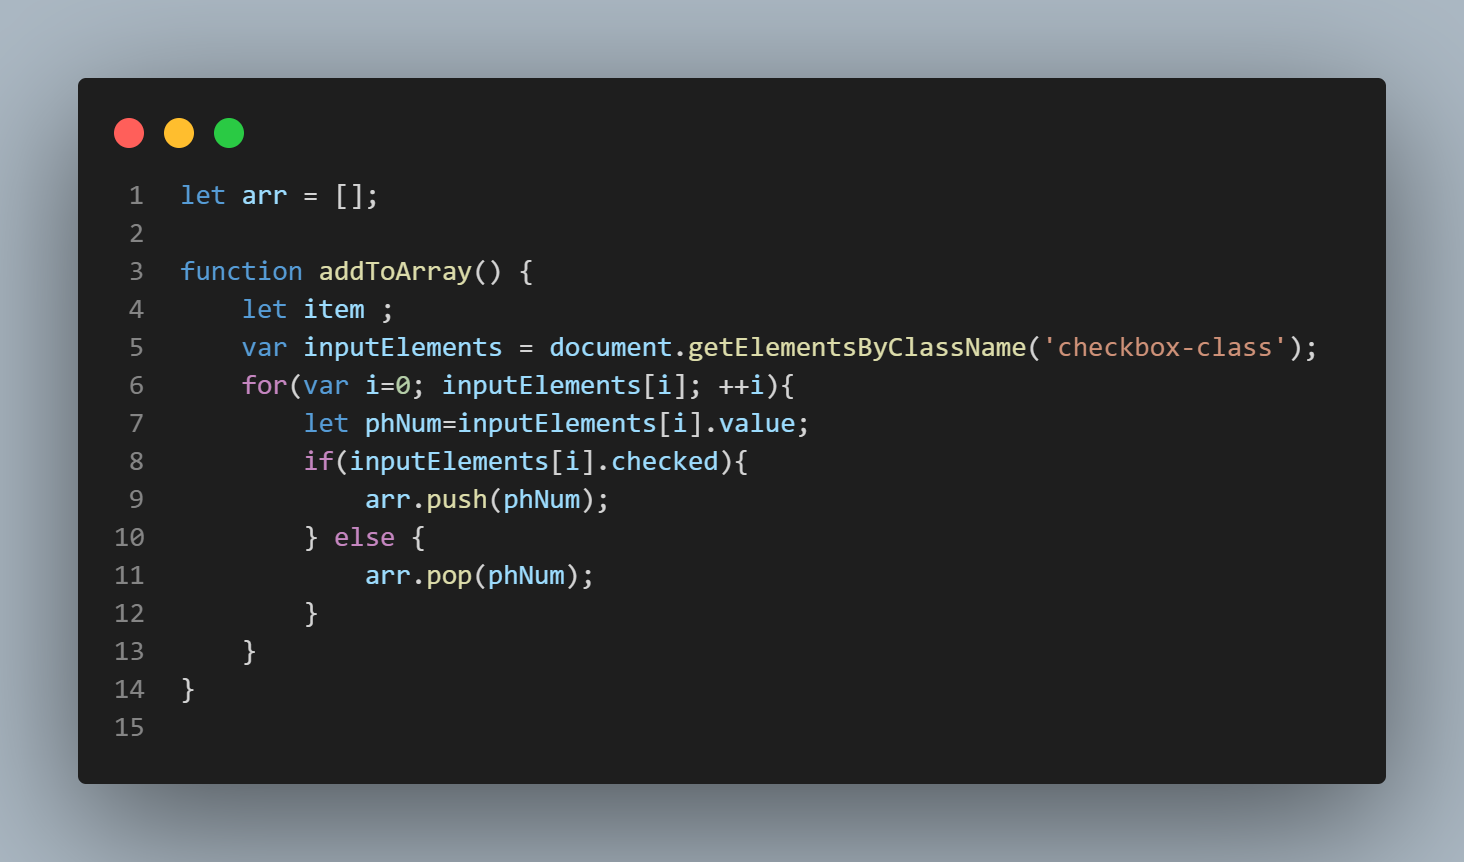 1 let arr = [];
2
3 function addToArray() {
4     let item ;
5     var inputElements = document.getElementsByClassName('checkbox-class');
6     for(var i=0; inputElements[i]; ++i){
7         let phNum=inputElements[i].value;
8         if(inputElements[i].checked){
9             arr.push(phNum);
10         } else {
11             arr.pop(phNum);
12         }
13     }
14 }
15